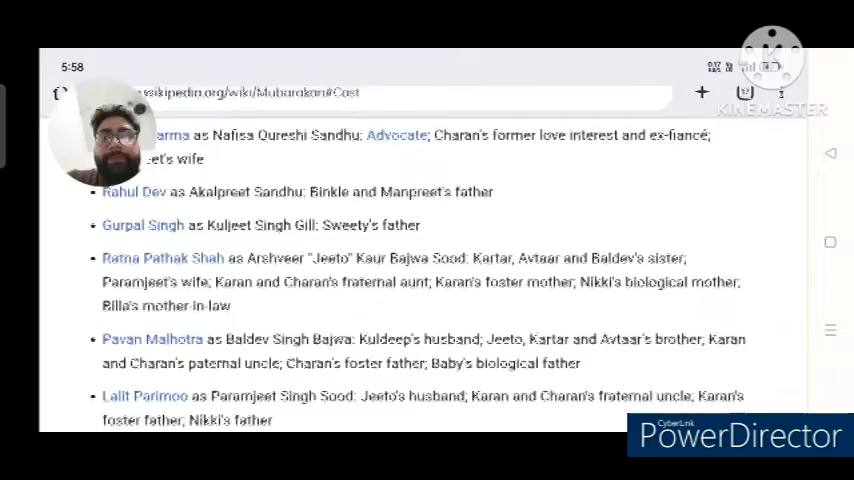 5:58
wikipedia.org/wiki/Mubarakan#Cast
KINEMASTER
as Nafisa Qureshi Sandhu: Advocate; Charan's former love interest and ex-fiancé;
wife
Rahul Dev as Akalpreet Sandhu: Binkle and Manpreet's father
Gurpal Singh as Kuljeet Singh Gill; Sweety's father
Ratna Pathak Shah as Arshveer "Jeeto" Kaur Bajwa Sood: Kartar, Avtaar and Baldev's sister;
Paramjeet's wife; Karan and Charan's fraternal aunt; Karan's foster mother; Nikki's biological mother;
Billa's mother-in-law
Pavan Malhotra as Baldev Singh Bajwa: Kuldeep's husband; Jeeto, Kartar and Avtaar's brother; Karan
and Charan's paternal uncle; Charan's foster father; Baby's biological father
Lalit Parimoo as Paramjeet Singh Sood: Jeeto's husband; Karan and Charan's fraternal uncle; Karan's
foster father; Nikki's father
CyberLink
PowerDirector